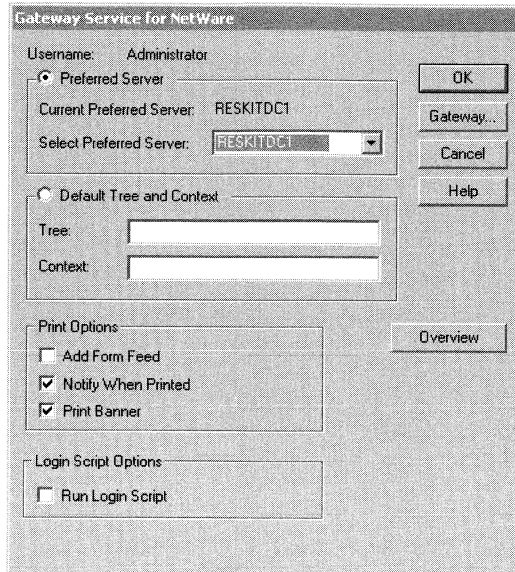 Gateway Service for NetWare
Username: Administrator
Preferred Server
OK
Current Preferred Server: RESKITDC1
Gateway...
Select Preferred Server: RESKITDC1
Cancel
Help
Default Tree and Context
Tree:
Context:
Print Options
Overview
Add Form Feed
Notify When Printed
Print Banner
Login Script Options
Run Login Script